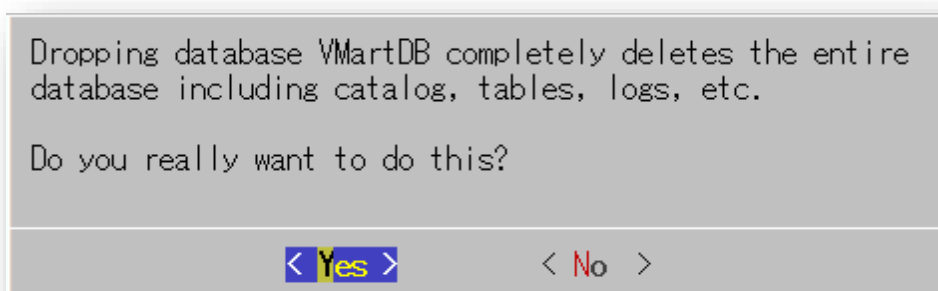 Dropping database VMartDB completely deletes the entire
database including catalog, tables, logs, etc.
Do you really want to do this?
< Yes > < No >